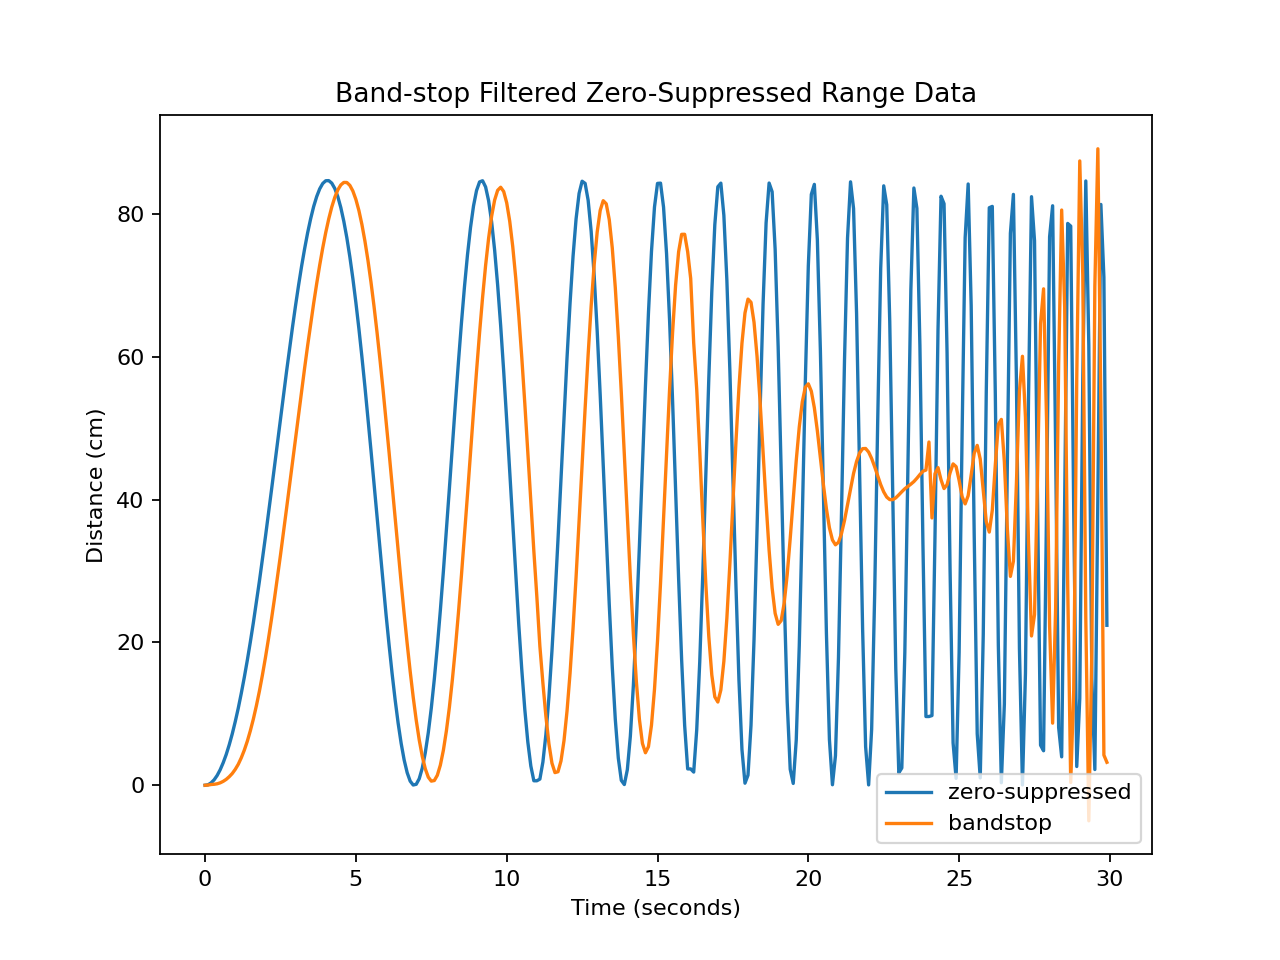 Band-stop Filtered Zero-Suppressed Range Data
80
60
40
20
0
Distance (cm)
zero-suppressed
bandstop
0 5 10 15 20 25 30
Time (seconds)